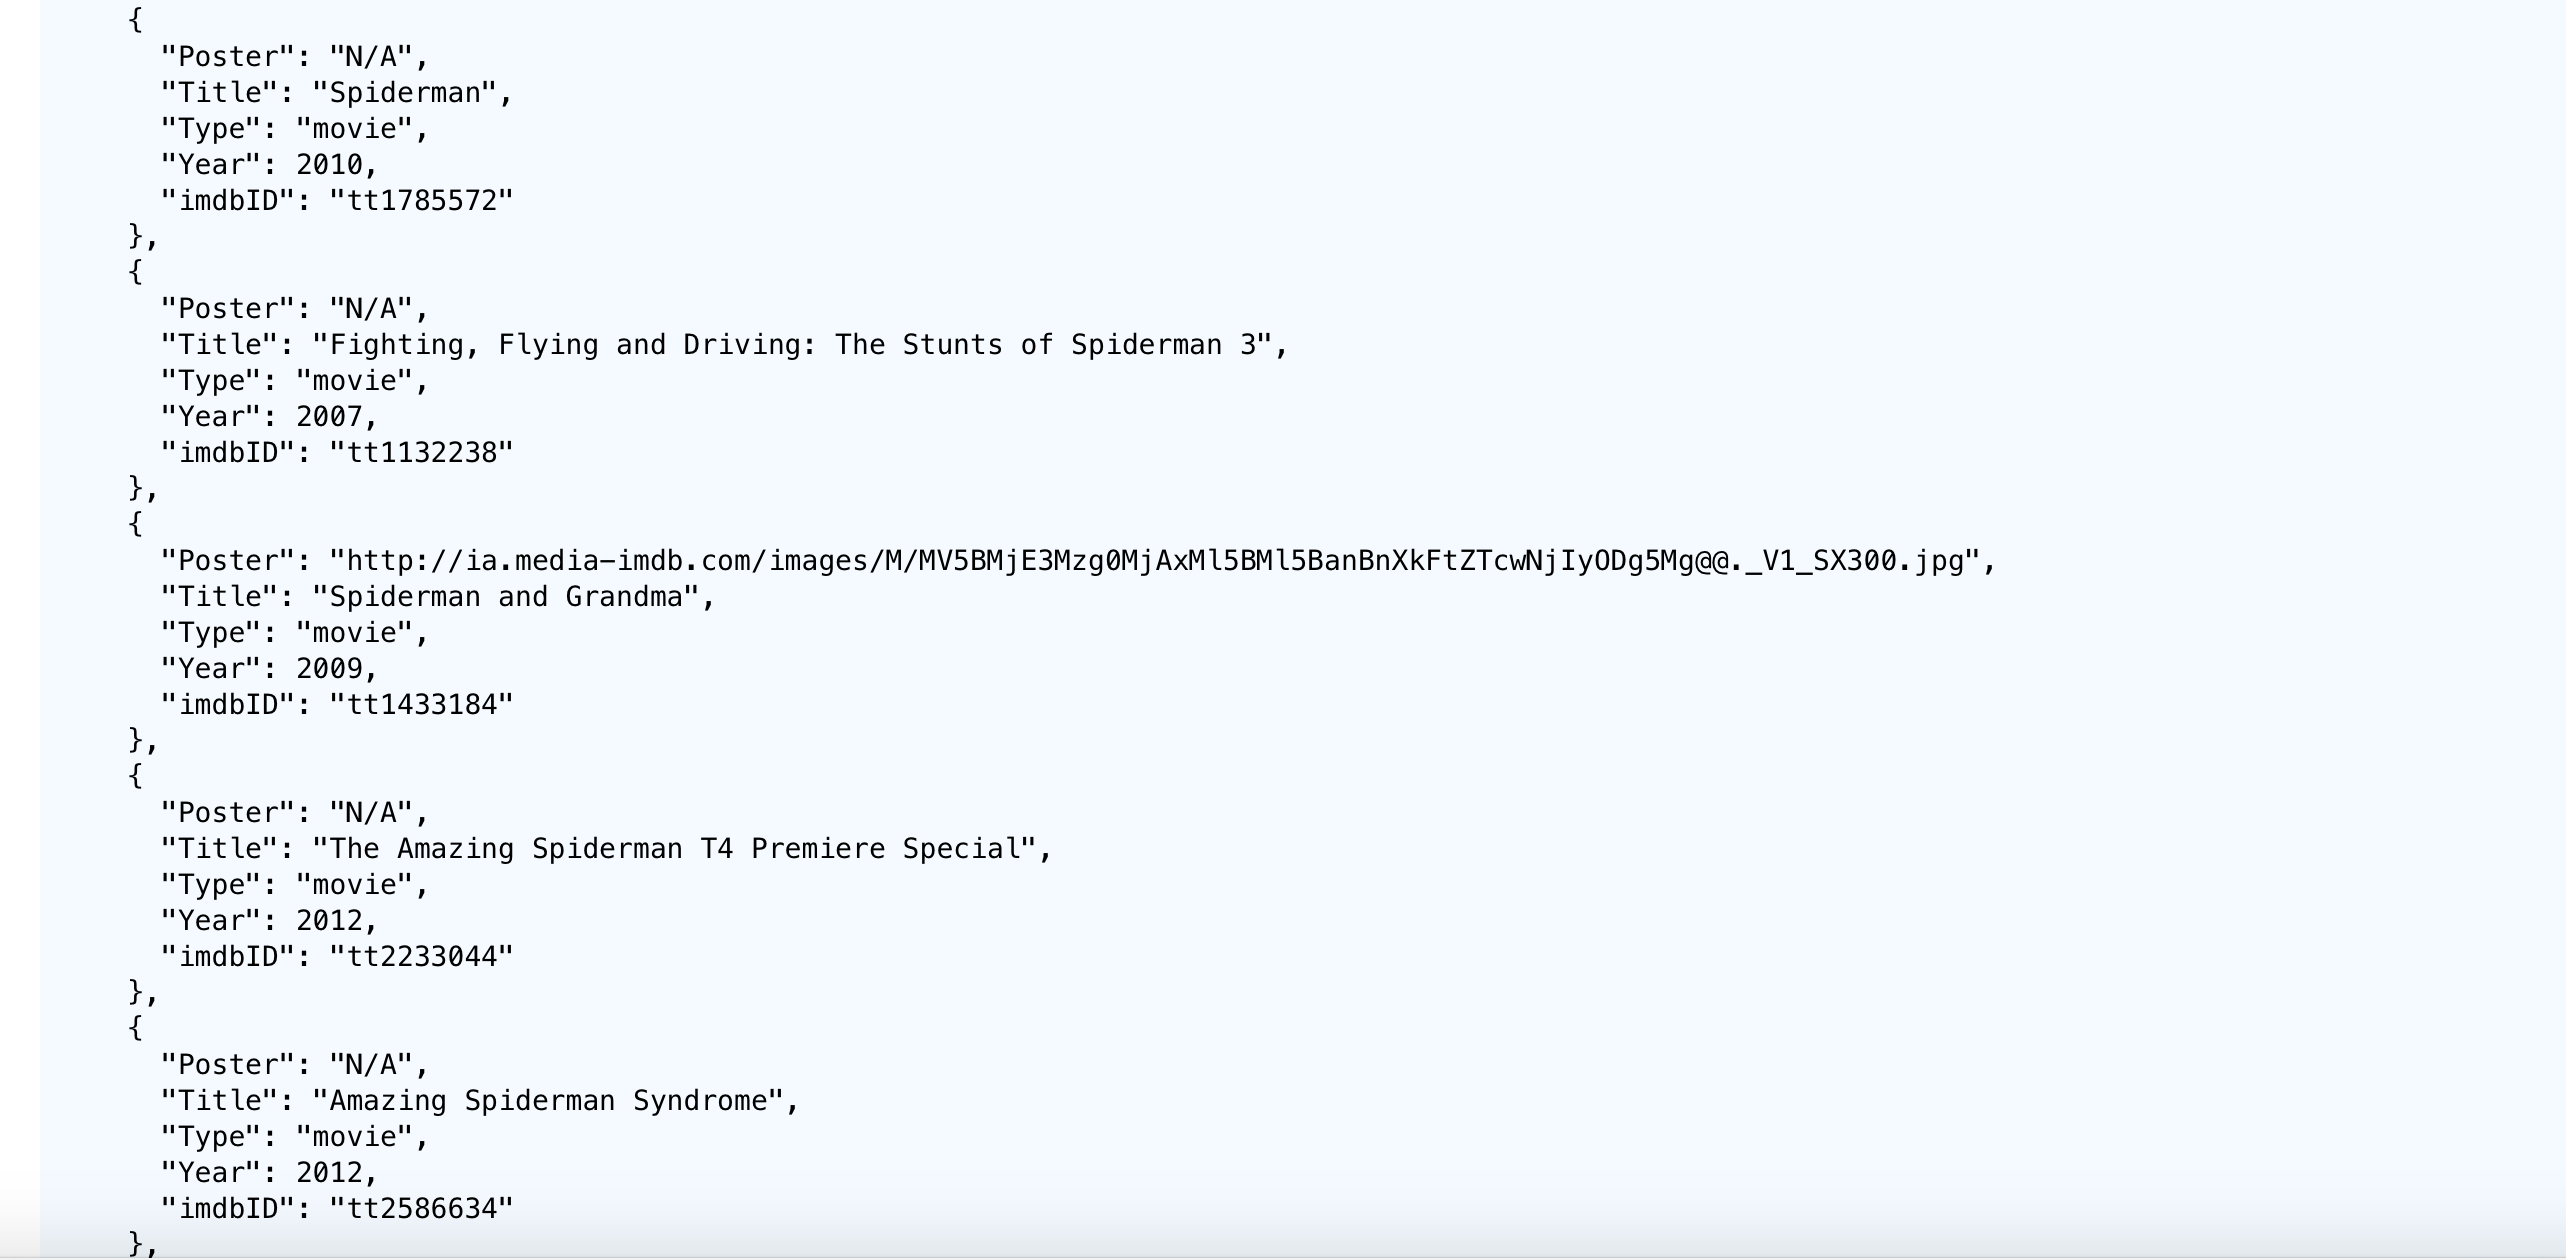 {
"Poster": "N/A",
"Title": "Spiderman",
"Type": "movie",
"Year": 2010,
"imdbID": "tt1785572"
},
{
"Poster": "N/A",
"Title": "Fighting, Flying and Driving: The Stunts of Spiderman 3",
"Type": "movie",
"Year": 2007,
"imdbID": "tt1132238"
},
{
"Poster": "http://ia.media-imdb.com/images/M/MV5BMjE3Mzg0MjAxMl5BMl5BanBnXkFtZTcwNjIyODg5Mg@@._V1_SX300.jpg",
"Title": "Spiderman and Grandma",
"Type": "movie",
"Year": 2009,
"imdbID": "tt1433184"
},
{
"Poster": "N/A",
"Title": "The Amazing Spiderman T4 Premiere Special",
"Type": "movie",
"Year": 2012,
"imdbID": "tt2233044"
},
{
"Poster": "N/A",
"Title": "Amazing Spiderman Syndrome",
"Type": "movie",
"Year": 2012,
"imdbID": "tt2586634"
},